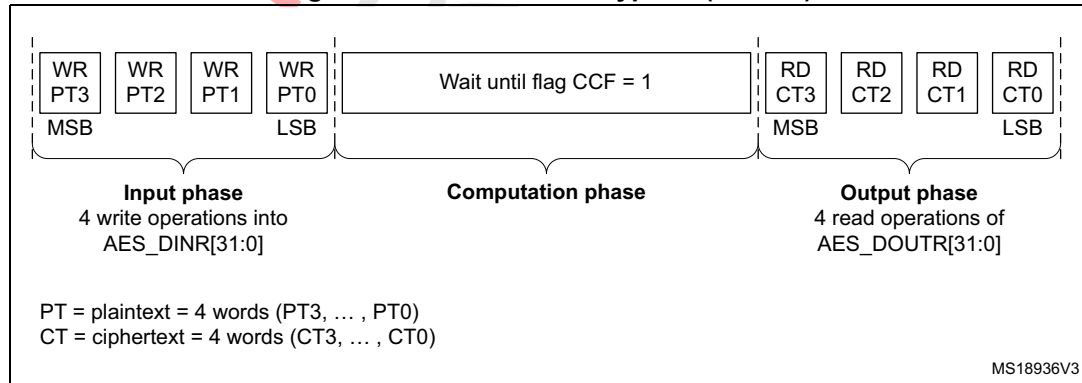 WR WR WR WR Wait until flag CCF = 1 RD RD RD RD
PT3 PT2 PT1 PT0 CT3 CT2 CT1 CT0
MSB LSB MSB LSB
Input phase Computation phase Output phase
4 write operations into 4 read operations of
AES_DINR[31:0] AES_DOUTR[31:0]
PT = plaintext = 4 words (PT3, … , PT0)
CT = ciphertext = 4 words (CT3, … , CT0)
MS18936V3